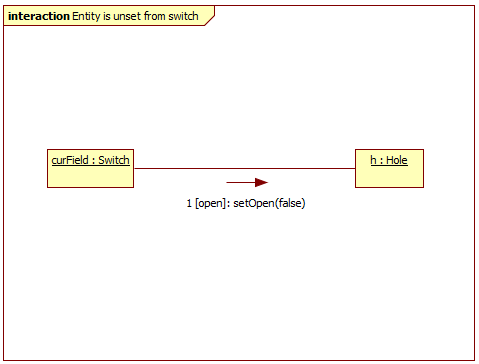 interaction Entity is unset from switch
curField : Switch
h : Hole
1 [open]: setOpen(false)